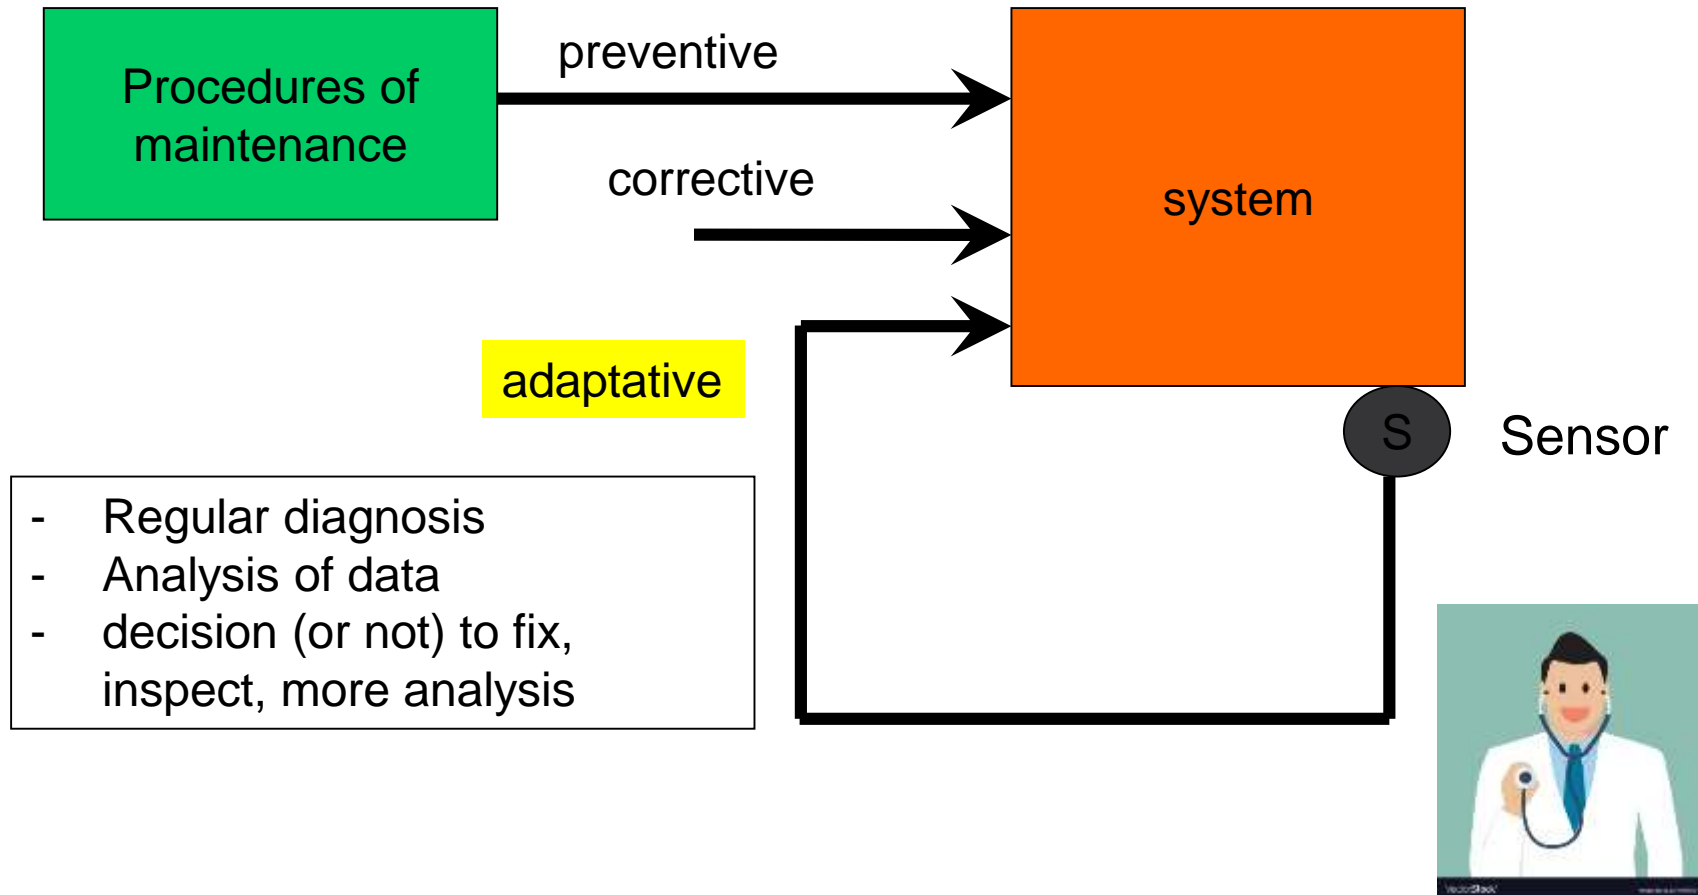 Procedures of
maintenance
preventive
corrective
system
adaptative
S
Sensor
- Regular diagnosis
- Analysis of data
- decision (or not) to fix,
inspect, more analysis
VectorStock